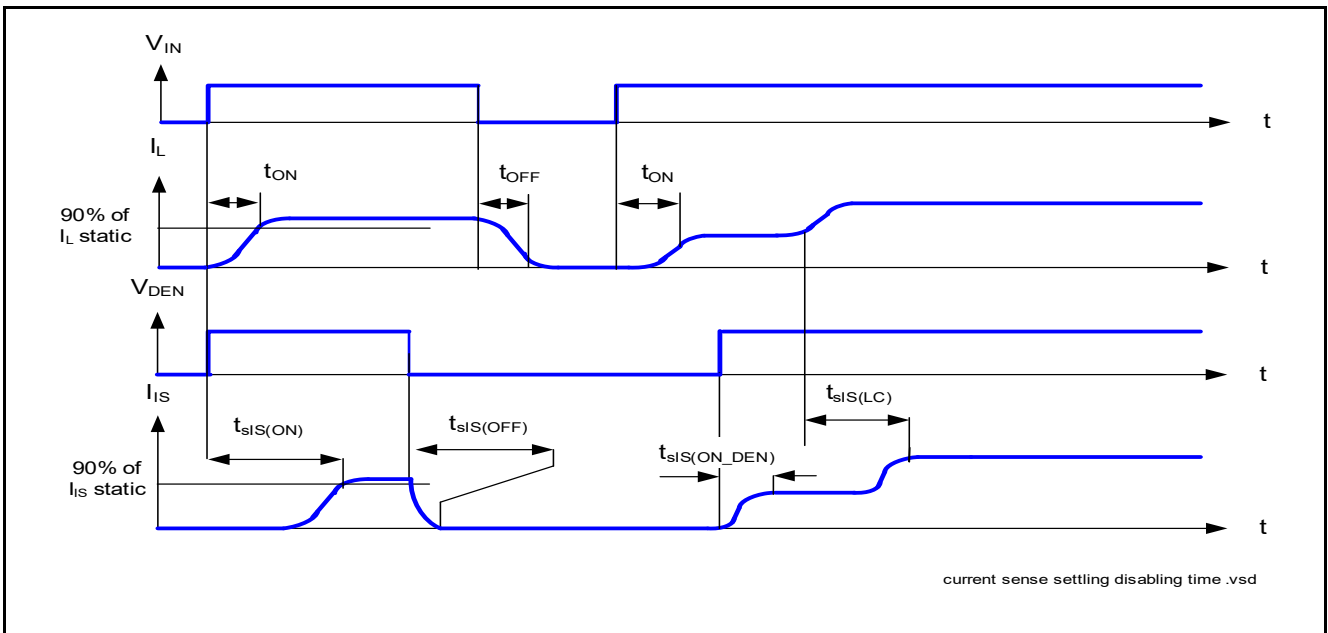 VIN
t
IL
tON
tOFF
tON
90% of
IL static
t
VDEN
t
IIS
tsIS(ON)
tsIS(OFF)
tsIS(LC)
tsIS(ON_DEN)
90% of
IIS static
t
current sense settling disabling time .vsd